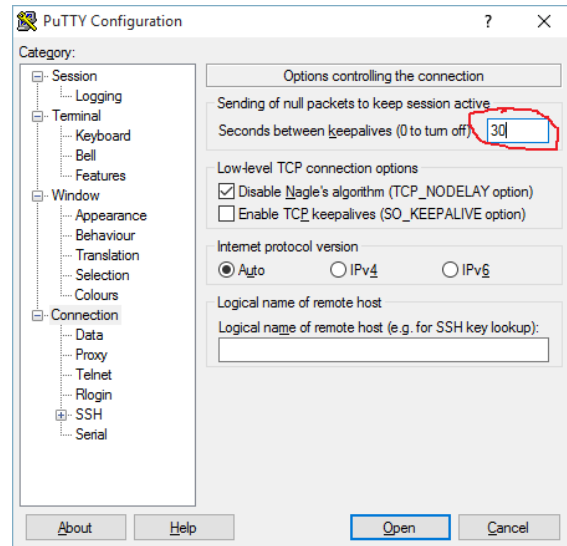 PuTTY Configuration
?
Category:
Session
Logging
Terminal
Keyboard
Bell
Features
Window
Appearance
Behaviour
Translation
Selection
Colours
Connection
Data
Proxy
Telnet
Rlogin
SSH
Serial
Options controlling the connection
Sending of null packets to keep session active
Seconds between keepalives (0 to turn off) 30
Low-level TCP connection options
Disable Nagle's algorithm (TCP_NODELAY option)
Enable TCP keepalives (SO_KEEPALIVE option)
Internet protocol version
Auto IPv4 IPv6
Logical name of remote host
Logical name of remote host (e.g. for SSH key lookup):
About Help Open Cancel